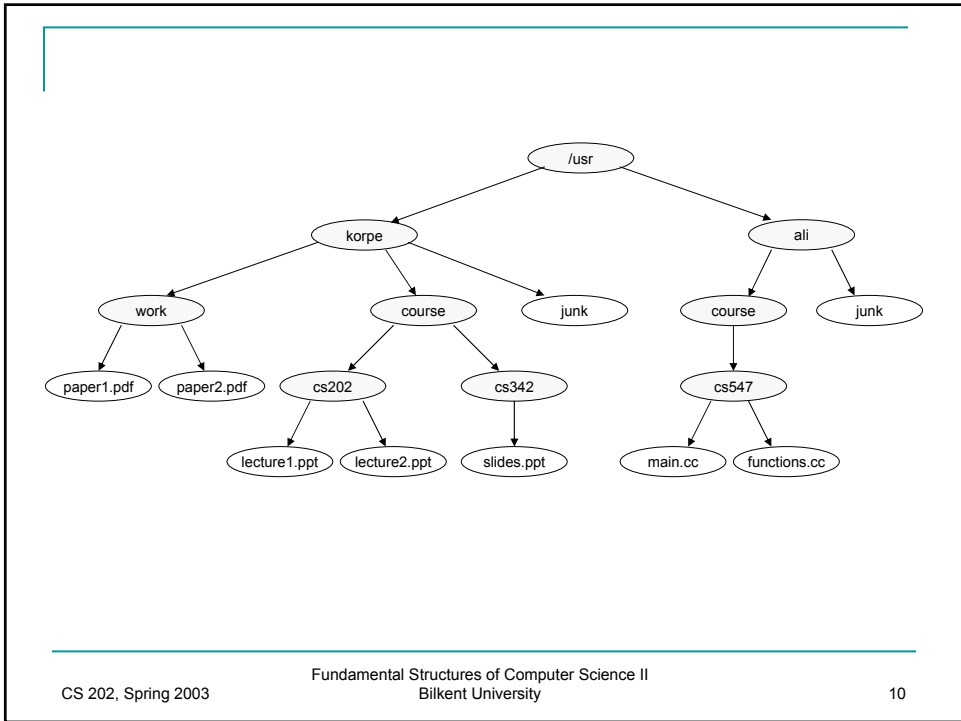 /usr
korpe
ali
work
course
junk
course
junk
paper1.pdf
paper2.pdf
cs202
cs342
cs547
lecture1.ppt
lecture2.ppt
slides.ppt
main.cc
functions.cc
CS 202, Spring 2003
Fundamental Structures of Computer Science II
Bilkent University
10